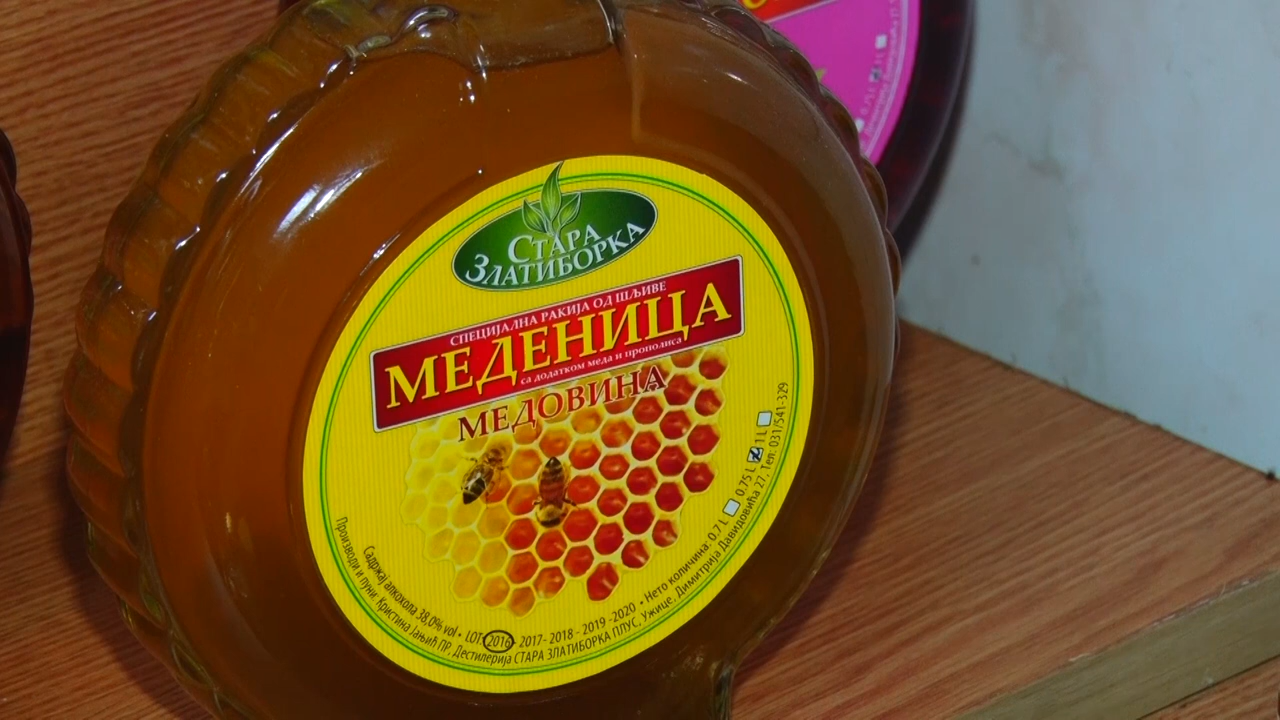 СТАРА
ЗЛАТИБОРКА
СПЕЦИЈАЛНА РАКИЈА ОД ШЉИВЕ
МЕДЕНИЦА
са додатком меда и прополиса
МЕДОВИНА
Садржај алкохола 38,0% vol • LOT: 2016 - 2017 - 2018 - 2019 - 2020 • Нето количина: 0.7 L 0.75 L 1 L
Производи и пуни: Кристина Јањић ПР, Дестилерија СТАРА ЗЛАТИБОРКА ПЛУС, Ужице, Димитрија Давидовића 27, Тел: 031/541-329